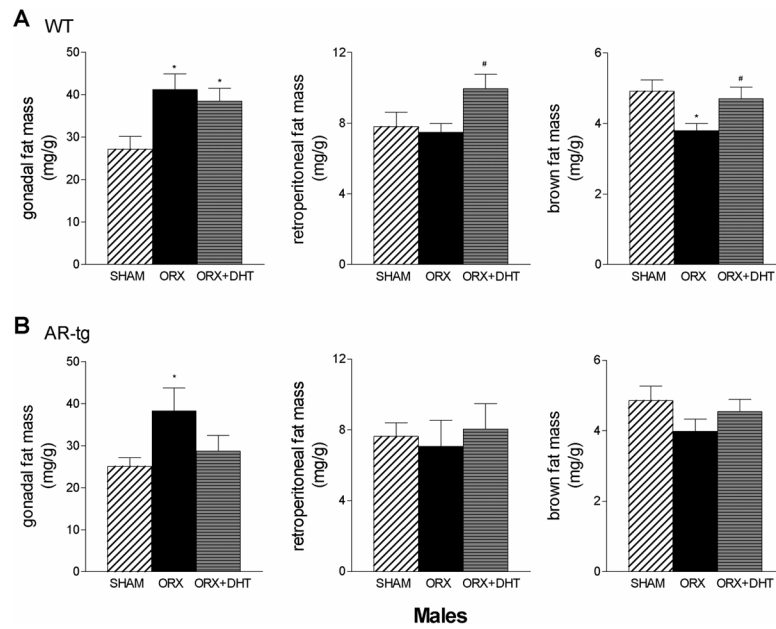 A WT
50
40
30
20
10
0
gonadal fat mass
(mg/g)
*
*
SHAM ORX ORX+DHT
12
8
4
0
retroperitoneal fat mass
(mg/g)
#
SHAM ORX ORX+DHT
6
4
2
0
brown fat mass
(mg/g)
*
#
SHAM ORX ORX+DHT
B AR-tg
50
40
30
20
10
0
gonadal fat mass
(mg/g)
*
SHAM ORX ORX+DHT
12
8
4
0
retroperitoneal fat mass
(mg/g)
SHAM ORX ORX+DHT
6
4
2
0
brown fat mass
(mg/g)
SHAM ORX ORX+DHT
Males